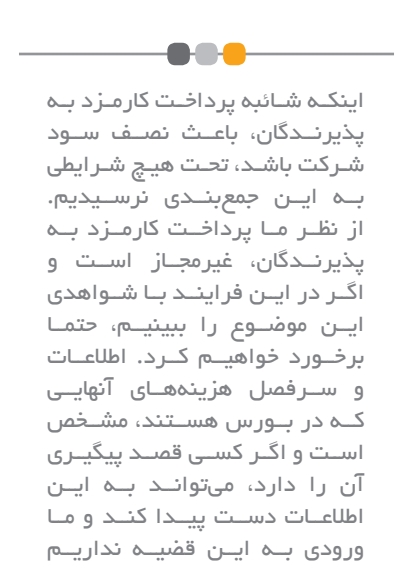 اینکه شائبه پرداخت کارمزد به
پذیرندگان، باعث نصف سود
شرکت باشد، تحت هیچ شرایطی
به این جمع‌بندی نرسیدیم.
از نظر ما پرداخت کارمزد به
پذیرندگان، غیرمجاز است و
اگر در این فرایند با شواهدی
این موضوع را ببینیم، حتما
برخورد خواهیم کرد. اطلاعات
و سرفصل هزینه‌های آنهایی
که در بورس هستند، مشخص
است و اگر کسی قصد پیگیری
آن را دارد، می‌تواند به این
اطلاعات دست پیدا کند و ما
ورودی به این قضیه نداریم